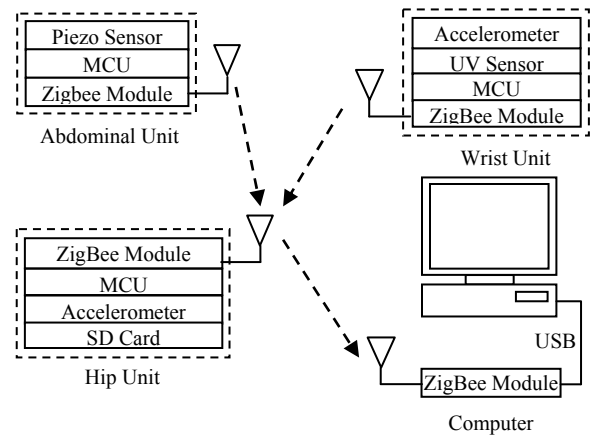 Piezo Sensor
MCU
Zigbee Module
Abdominal Unit
Accelerometer
UV Sensor
MCU
ZigBee Module
Wrist Unit
ZigBee Module
MCU
Accelerometer
SD Card
Hip Unit
USB
ZigBee Module
Computer